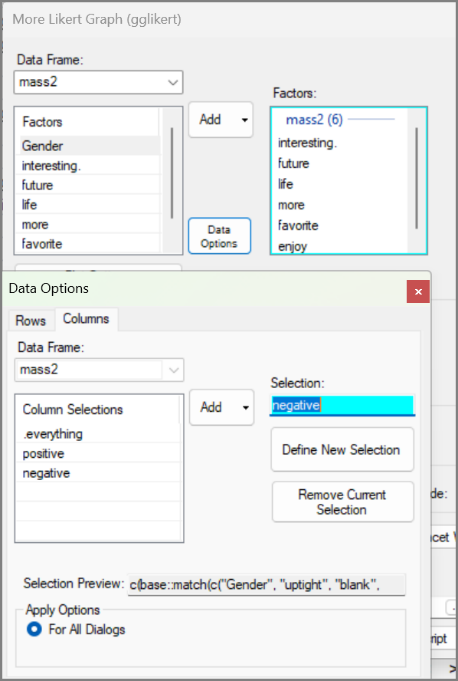 More Likert Graph (gglikert)
Data Frame:
mass2
Factors:
Factors
Gender
interesting.
future
life
more
favorite
Add
Data
Options
mass2 (6)
interesting.
future
life
more
favorite
enjoy
Data Options
×
Rows
Columns
Data Frame:
mass2
Column Selections
.everything
positive
negative
Add
Selection:
negative
Define New Selection
Remove Current
Selection
Selection Preview:
c(base::match(c("Gender", "uptight", "blank",
Apply Options
For All Dialogs
de:
cet
ript
>